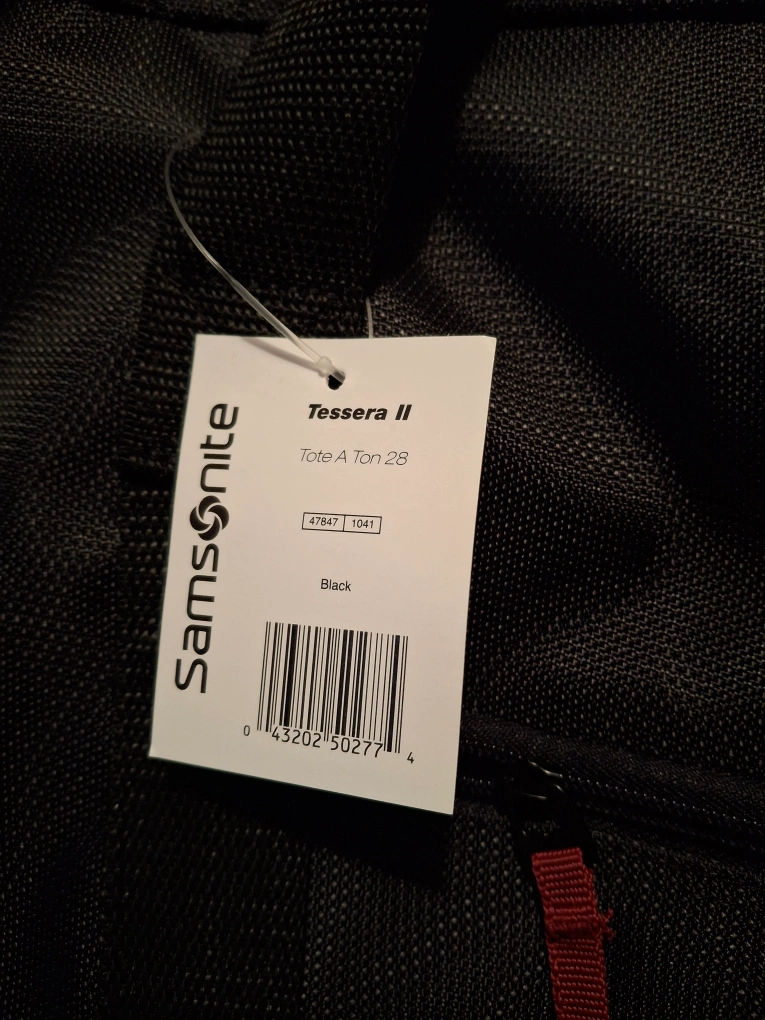 Samsonite
Tessera II
Tote A Ton 28
47847 1041
Black
0 43202 50277 4